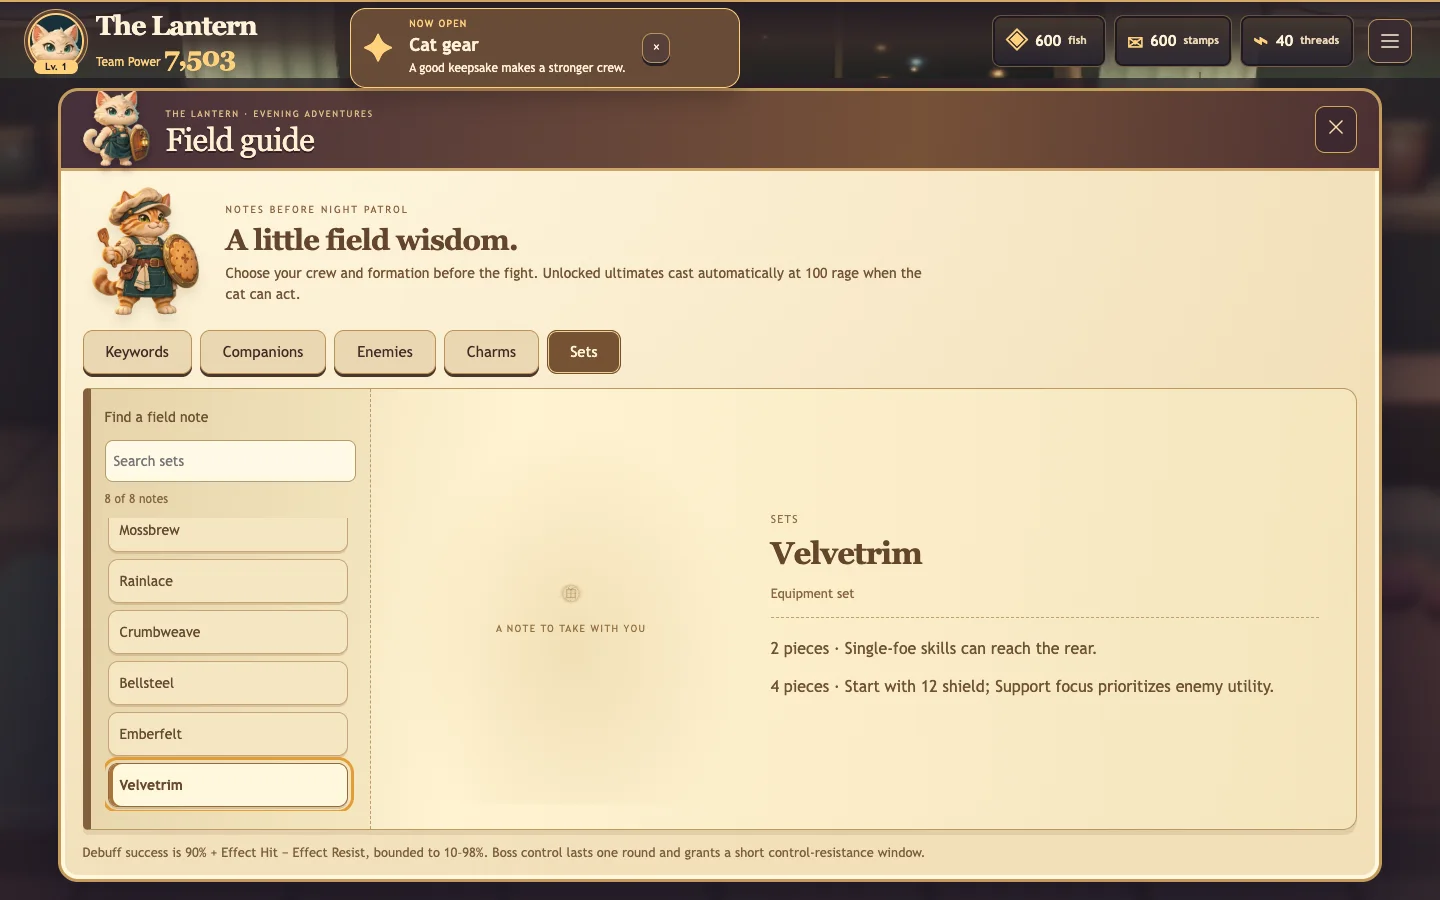 The Lantern
Team Power 7,503
Lv. 1
NOW OPEN
Cat gear
A good keepsake makes a stronger crew.
×
600 fish
600 stamps
40 threads
THE LANTERN · EVENING ADVENTURES
Field guide
NOTES BEFORE NIGHT PATROL
A little field wisdom.
Choose your crew and formation before the fight. Unlocked ultimates cast automatically at 100 rage when the
cat can act.
Keywords
Companions
Enemies
Charms
Sets
Find a field note
Search sets
8 of 8 notes
Mossbrew
Rainlace
Crumbweave
Bellsteel
Emberfelt
Velvetrim
A NOTE TO TAKE WITH YOU
SETS
Velvetrim
Equipment set
2 pieces · Single-foe skills can reach the rear.
4 pieces · Start with 12 shield; Support focus prioritizes enemy utility.
Debuff success is 90% + Effect Hit − Effect Resist, bounded to 10–98%. Boss control lasts one round and grants a short control-resistance window.